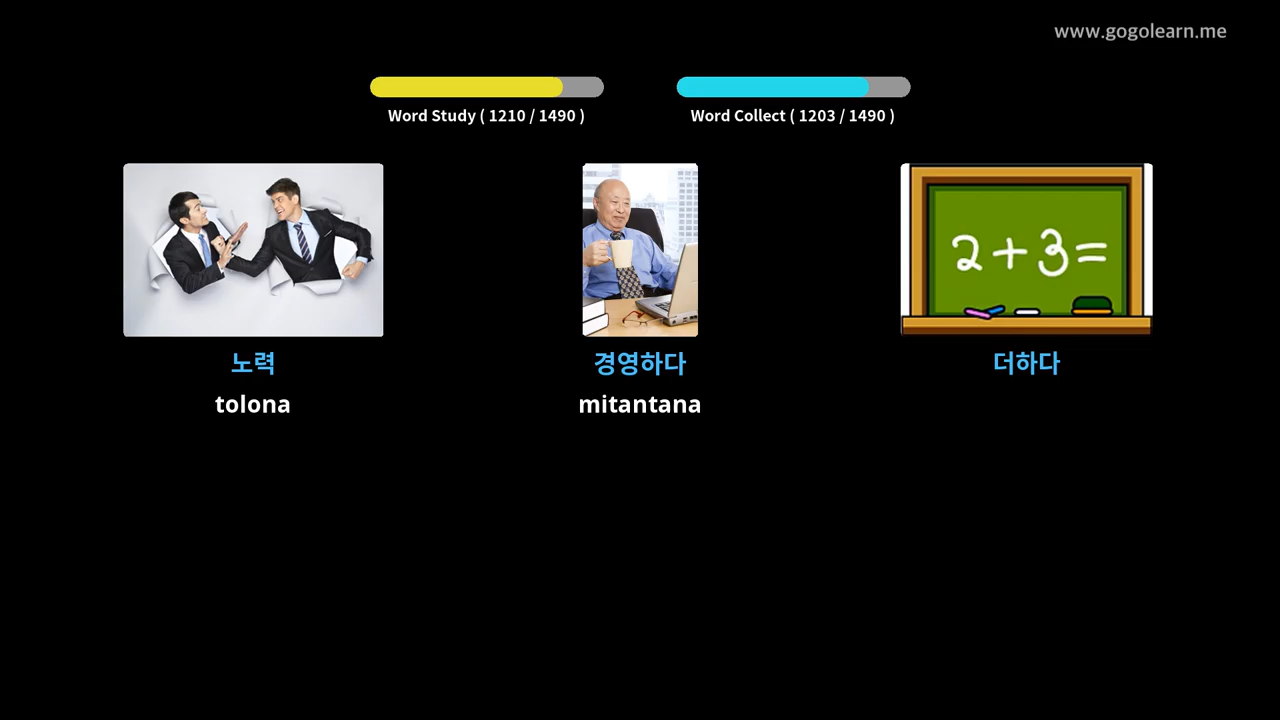 www.gogolearn.me
Word Study ( 1210 / 1490 )
Word Collect ( 1203 / 1490 )
2+3=
노력
경영하다
더하다
tolona
mitantana